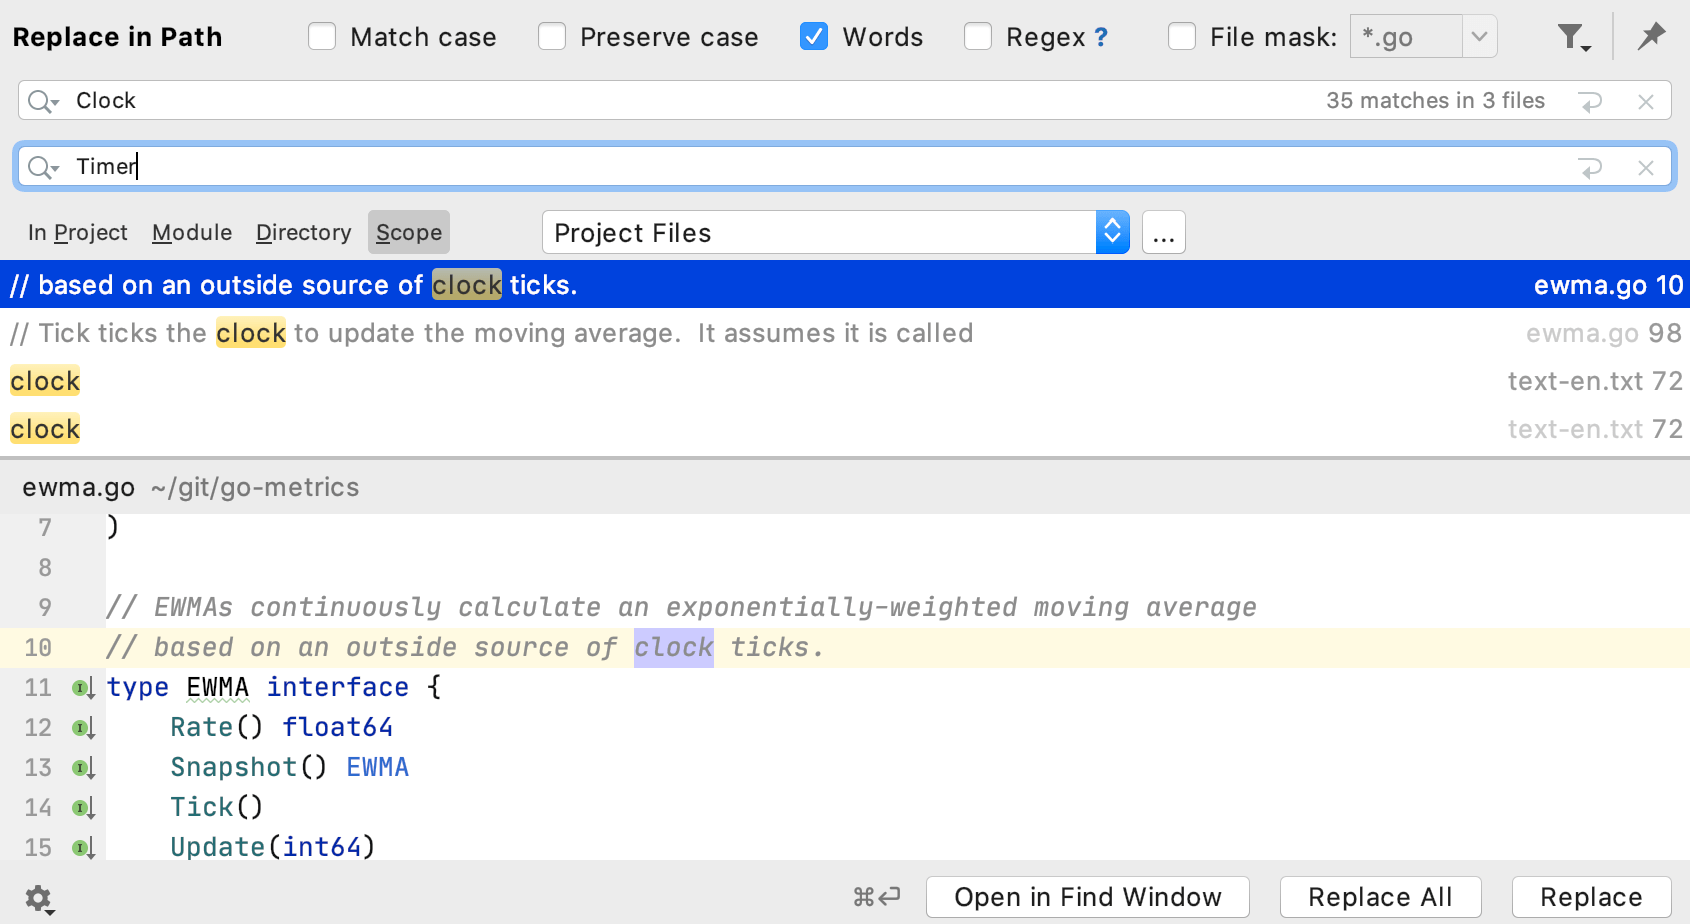 Replace in Path Match case Preserve case Words Regex ? File mask: *.go
Clock 35 matches in 3 files
Timer
In Project Module Directory Scope Project Files ...
// based on an outside source of clock ticks. ewma.go 10
// Tick ticks the clock to update the moving average.  It assumes it is called ewma.go 98
clock text-en.txt 72
clock text-en.txt 72
ewma.go ~/git/go-metrics
7 )
8
9 // EWMAs continuously calculate an exponentially-weighted moving average
10 // based on an outside source of clock ticks.
11 type EWMA interface {
12 Rate() float64
13 Snapshot() EWMA
14 Tick()
15 Update(int64)
⌘↩ Open in Find Window Replace All Replace